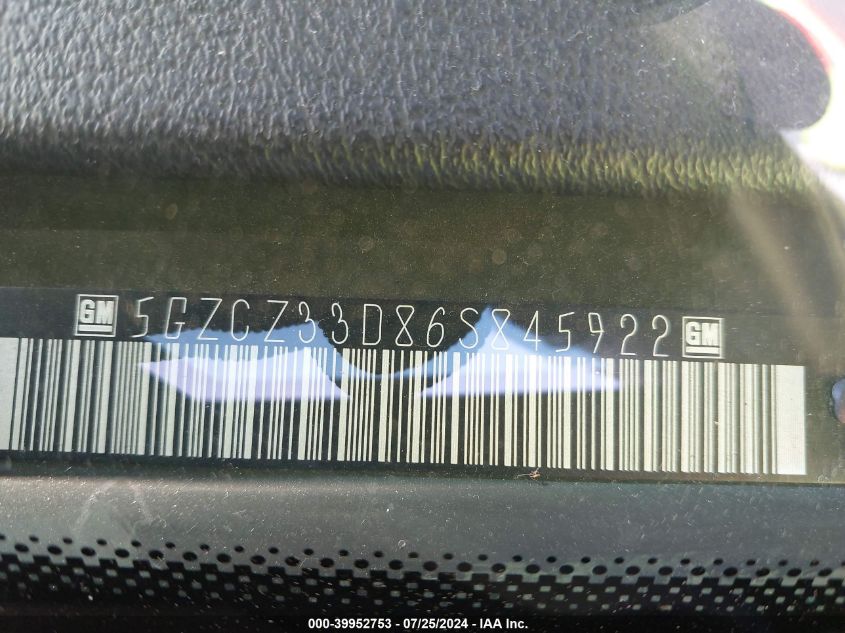 GM 5GZCZ33D86S845922 GM
000-39952753 / 07/25/2024 - IAA Inc.